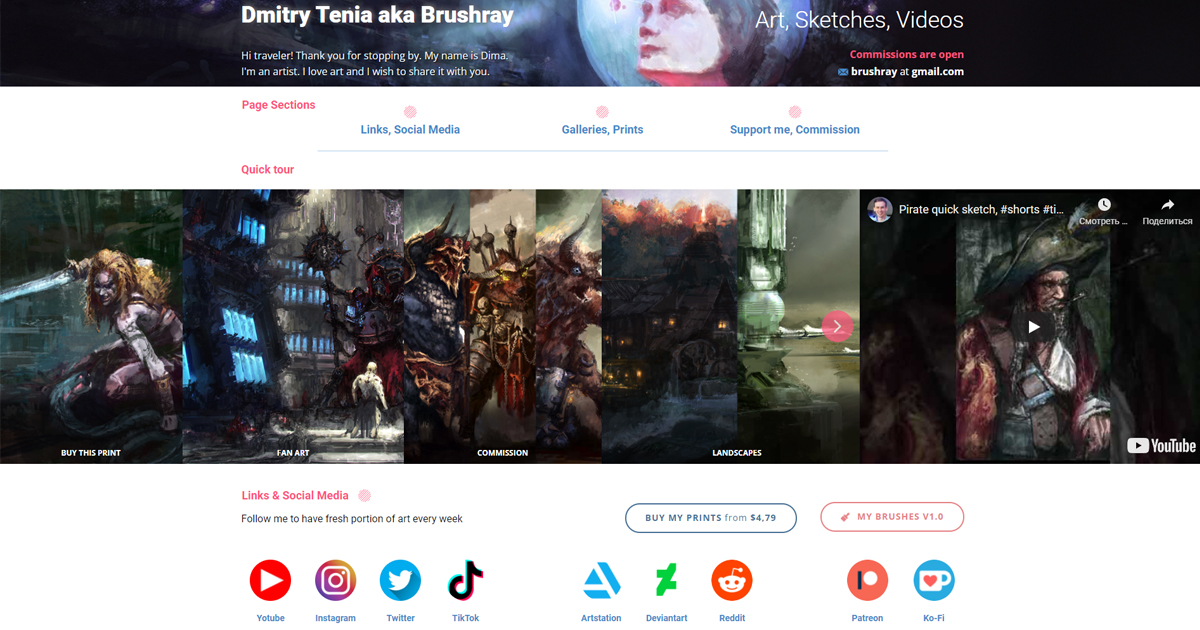 Dmitry Tenia aka Brushray
Art, Sketches, Videos
Hi traveler! Thank you for stopping by. My name is Dima.
I'm an artist. I love art and I wish to share it with you.
Commissions are open
brushray at gmail.com
Page Sections
Links, Social Media
Galleries, Prints
Support me, Commission
Quick tour
Pirate quick sketch, #shorts #ti...
Смотреть ...
Поделиться
BUY THIS PRINT
FAN ART
COMMISSION
LANDSCAPES
YouTube
Links & Social Media
Follow me to have fresh portion of art every week
BUY MY PRINTS from $4,79
MY BRUSHES V1.0
Yotube
Instagram
Twitter
TikTok
Artstation
Deviantart
Reddit
Patreon
Ko-Fi